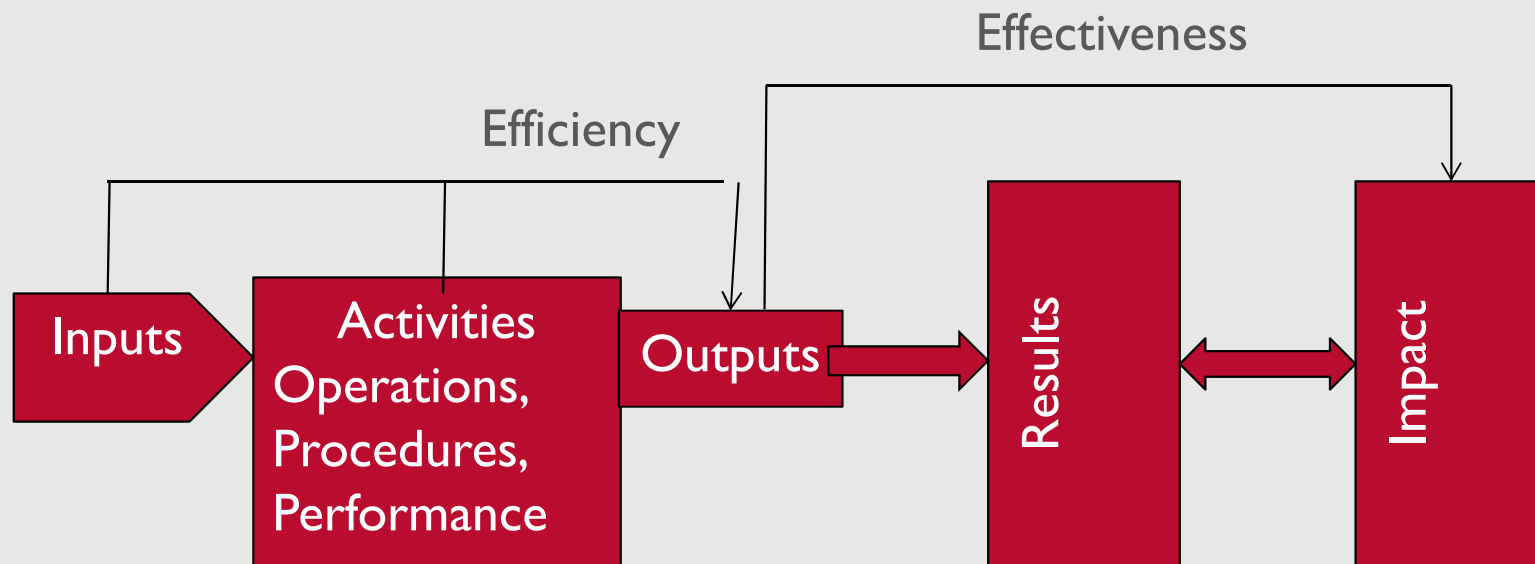 Effectiveness
Efficiency
Inputs
Activities
Operations,
Procedures,
Performance
Outputs
Results
Impact